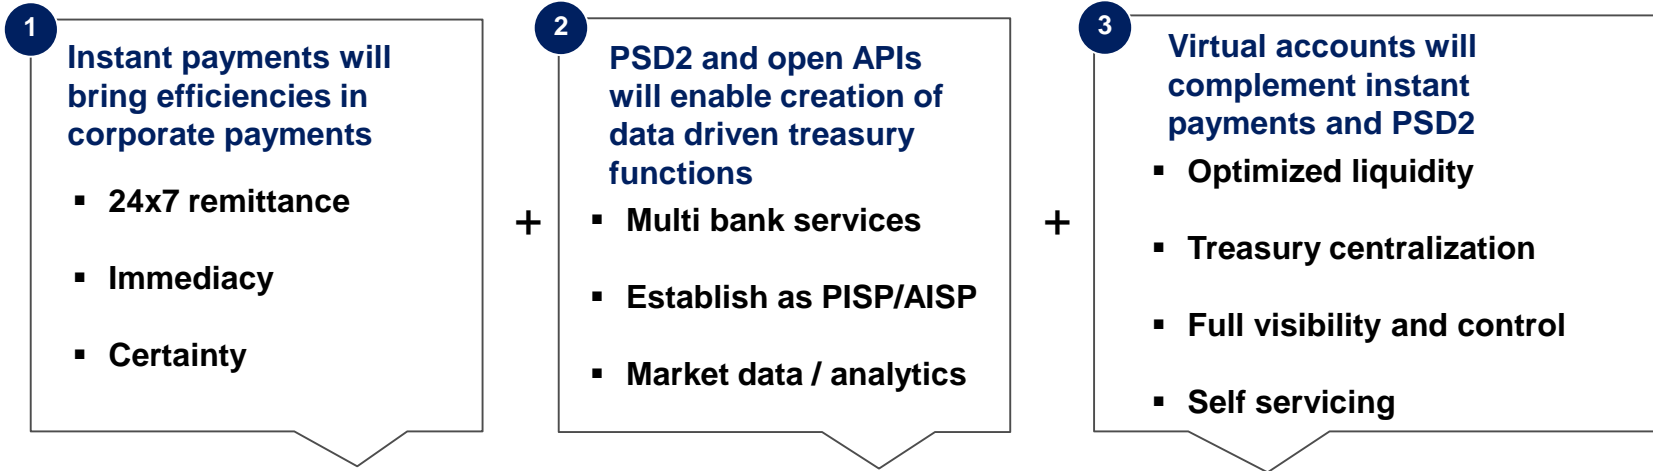 1
Instant payments will
bring efficiencies in
corporate payments
▪ 24x7 remittance
▪ Immediacy
▪ Certainty
+
2
PSD2 and open APIs
will enable creation of
data driven treasury
functions
▪ Multi bank services
▪ Establish as PISP/AISP
▪ Market data / analytics
+
3
Virtual accounts will
complement instant
payments and PSD2
▪ Optimized liquidity
▪ Treasury centralization
▪ Full visibility and control
▪ Self servicing